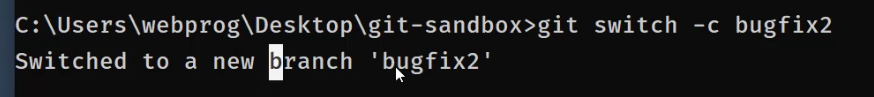 C:\Users\webprog\Desktop\git-sandbox>git switch -c bugfix2
Switched to a new branch 'bugfix2'